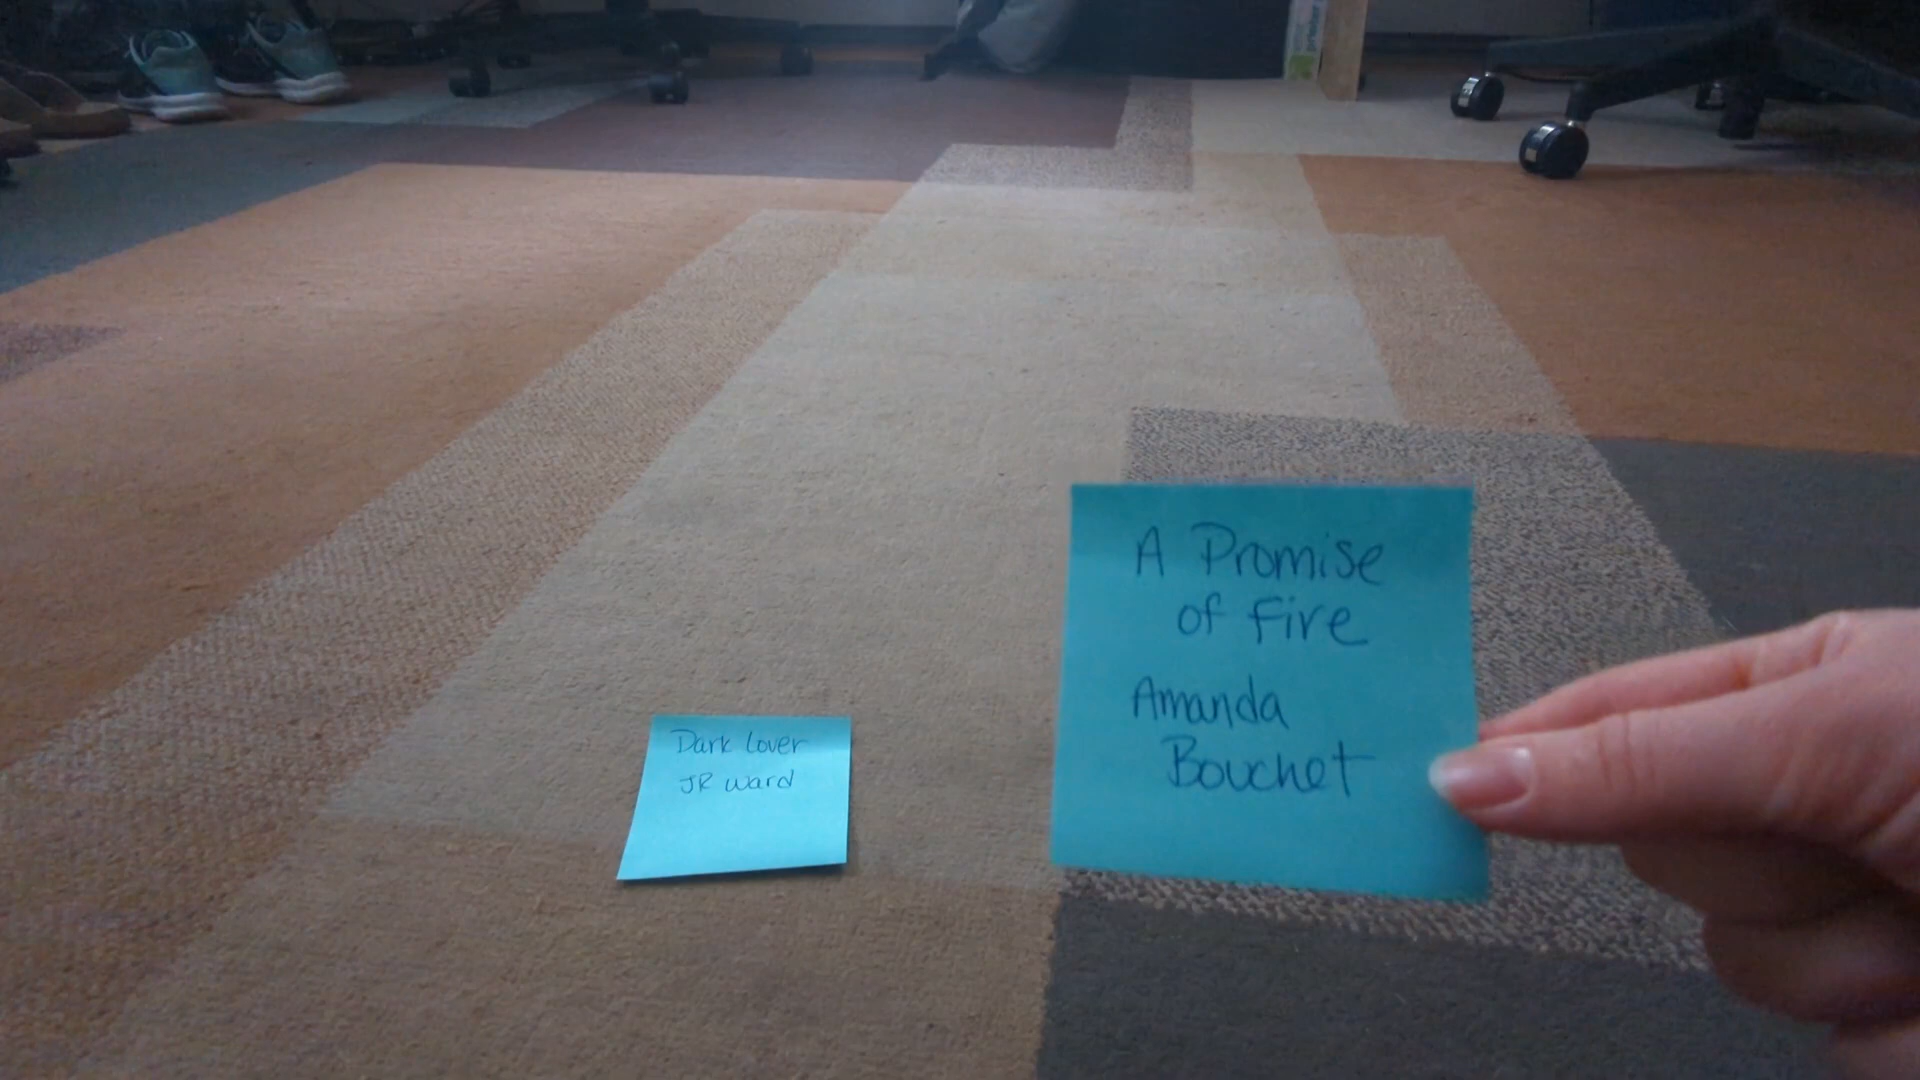 Dark Lover
JR Ward
A Promise
of Fire
Amanda
Bouchet